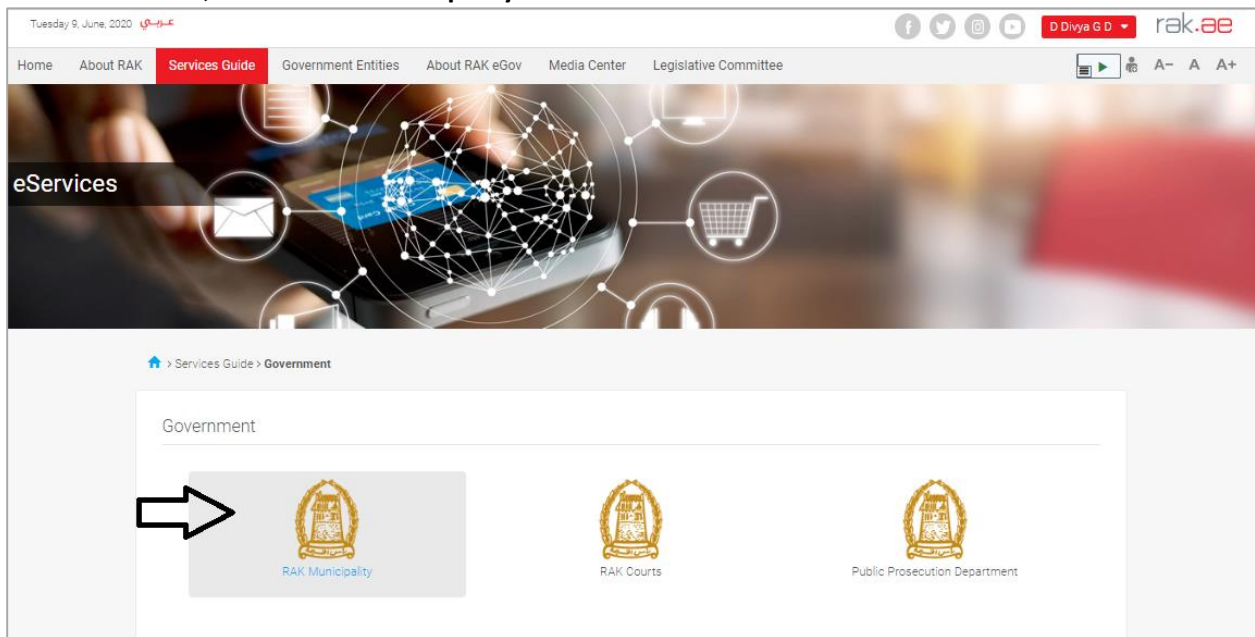 Tuesday 9, June, 2020 عـربــي
D Divya G D rak.ae
Home About RAK Services Guide Government Entities About RAK eGov Media Center Legislative Committee A- A A+
eServices
> Services Guide > Government
Government
RAK Municipality RAK Courts Public Prosecution Department